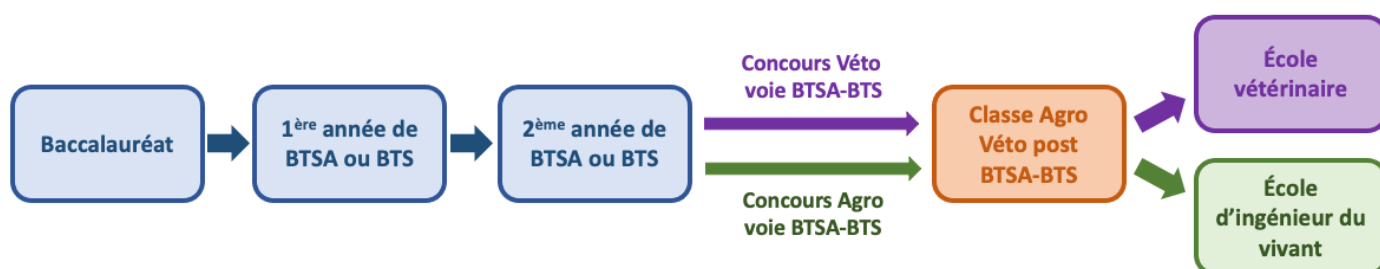 Baccalauréat
1ère année de
BTSA ou BTS
2ème année de
BTSA ou BTS
Concours Véto
voie BTSA-BTS
Concours Agro
voie BTSA-BTS
Classe Agro
Véto post
BTSA-BTS
École
vétérinaire
École
d’ingénieur du
vivant